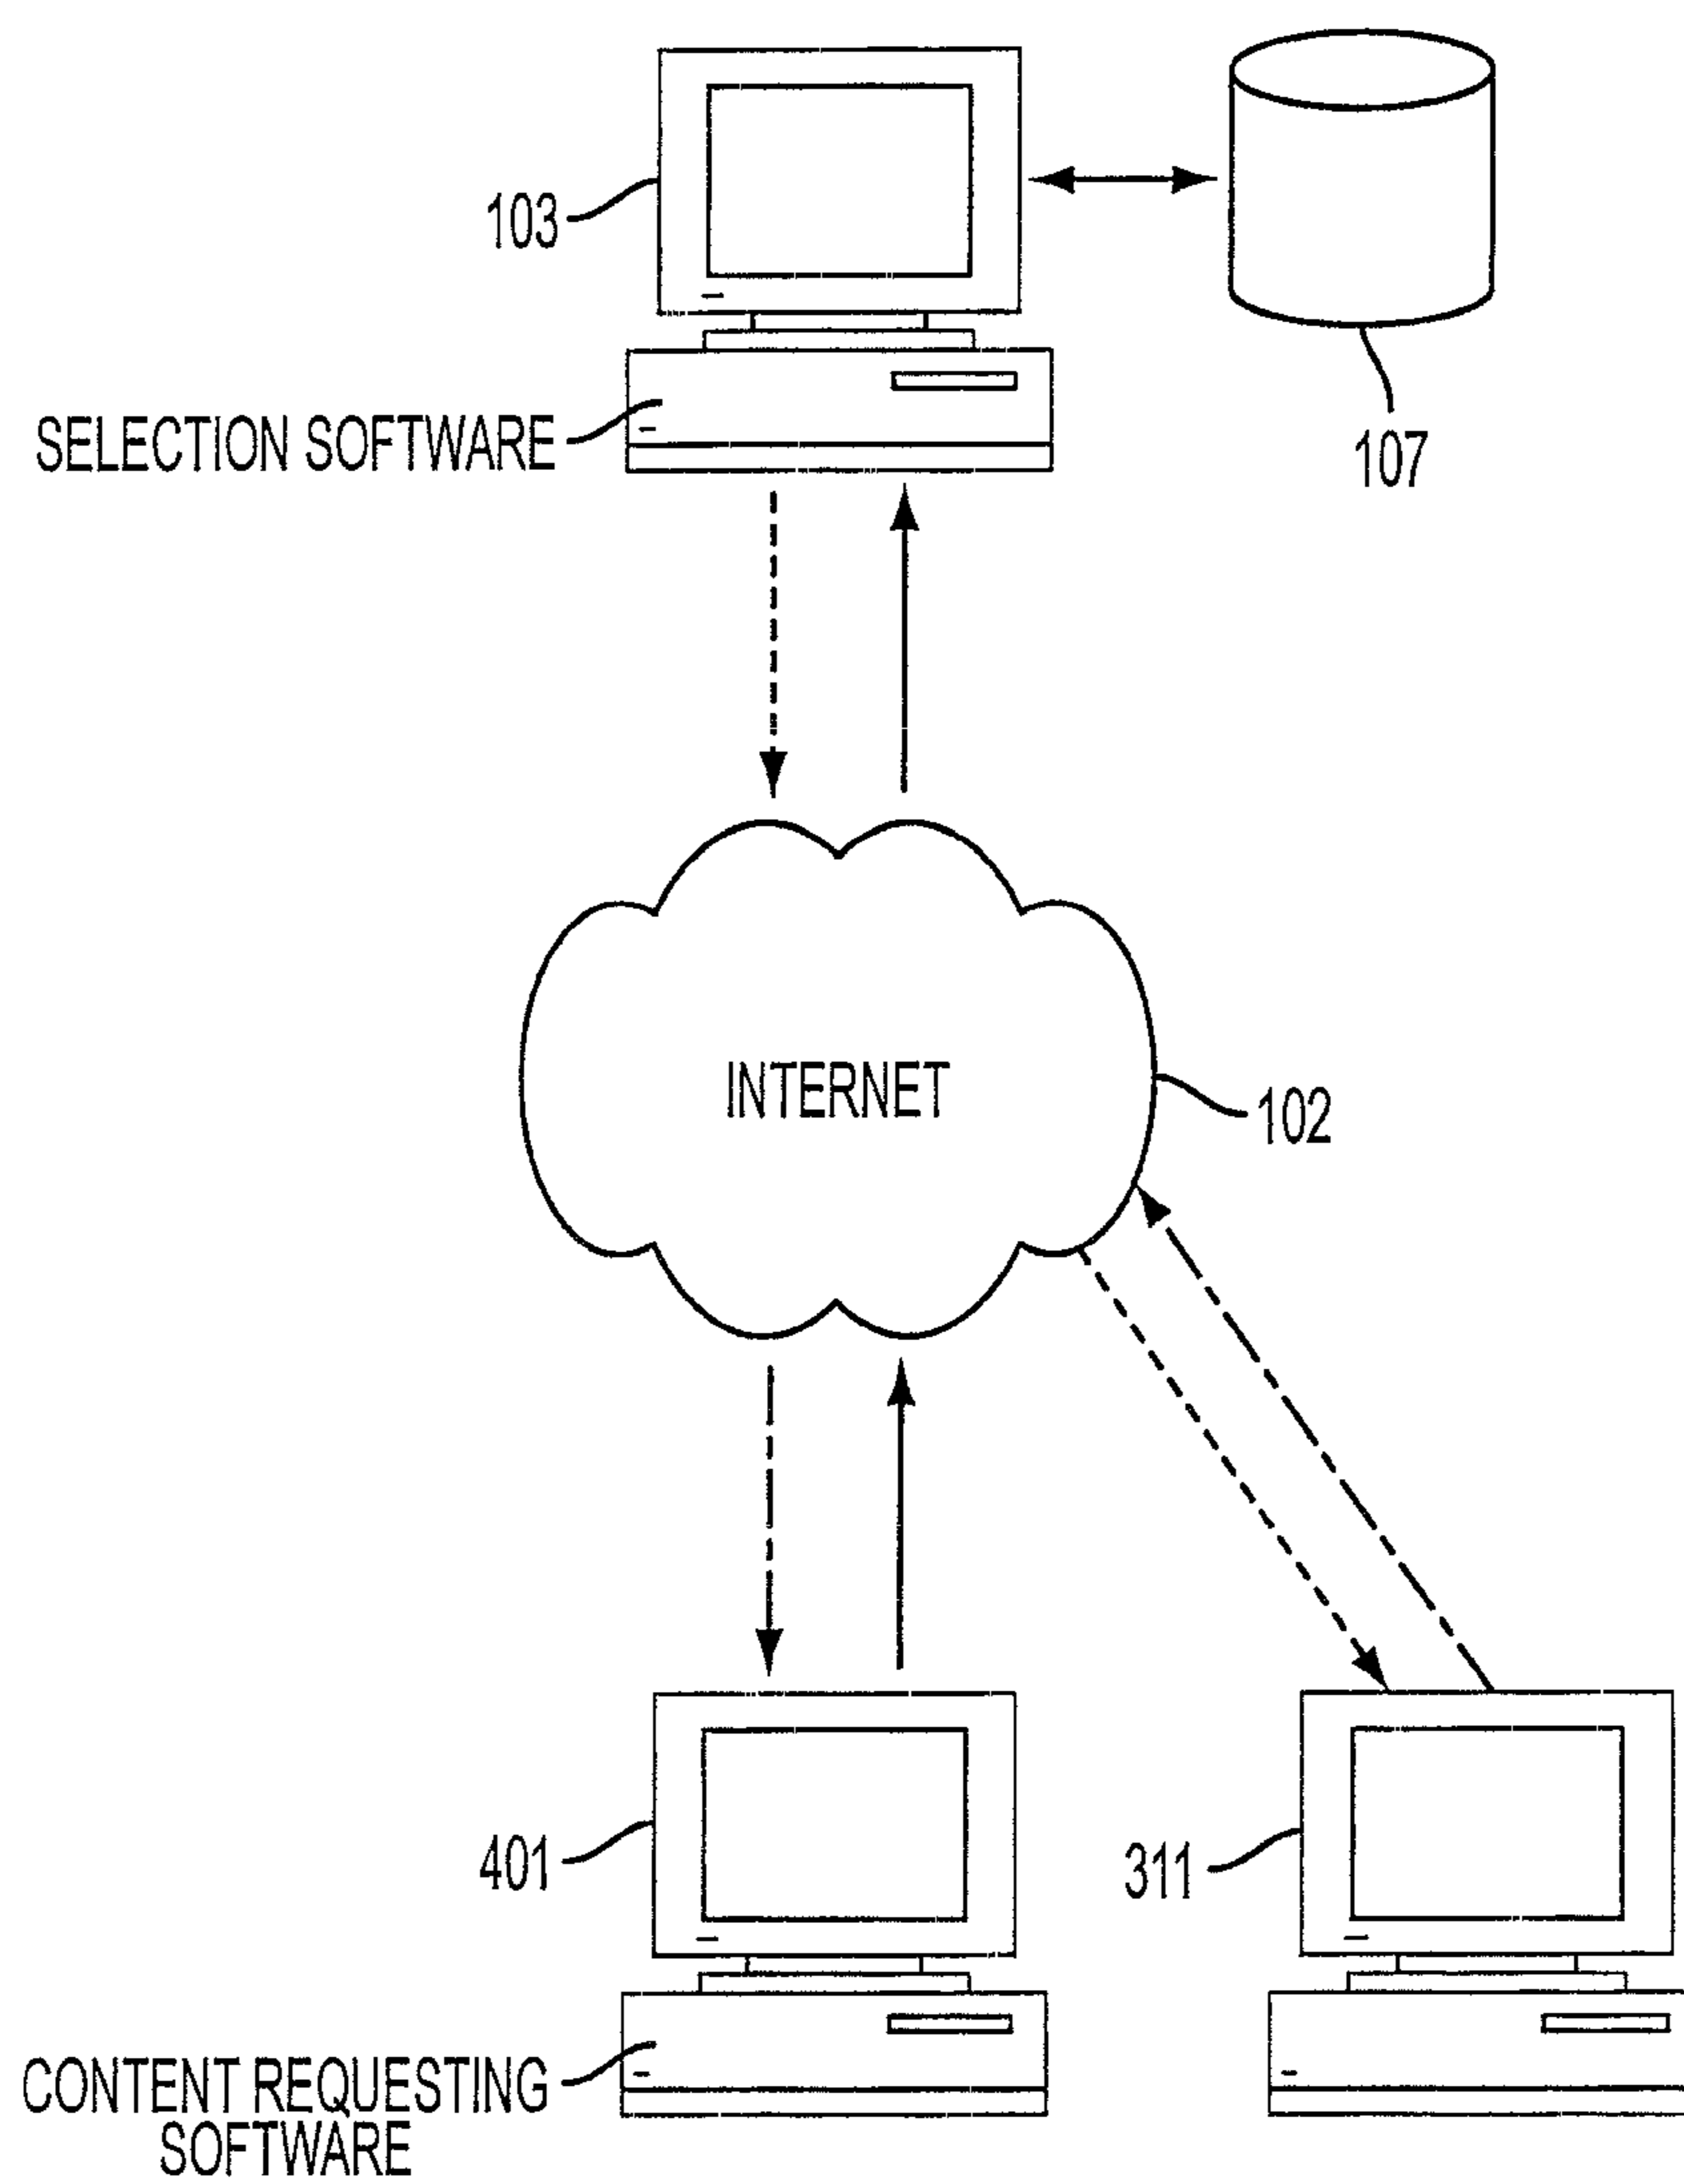 103
SELECTION SOFTWARE
107
INTERNET
102
401
311
CONTENT REQUESTING
SOFTWARE